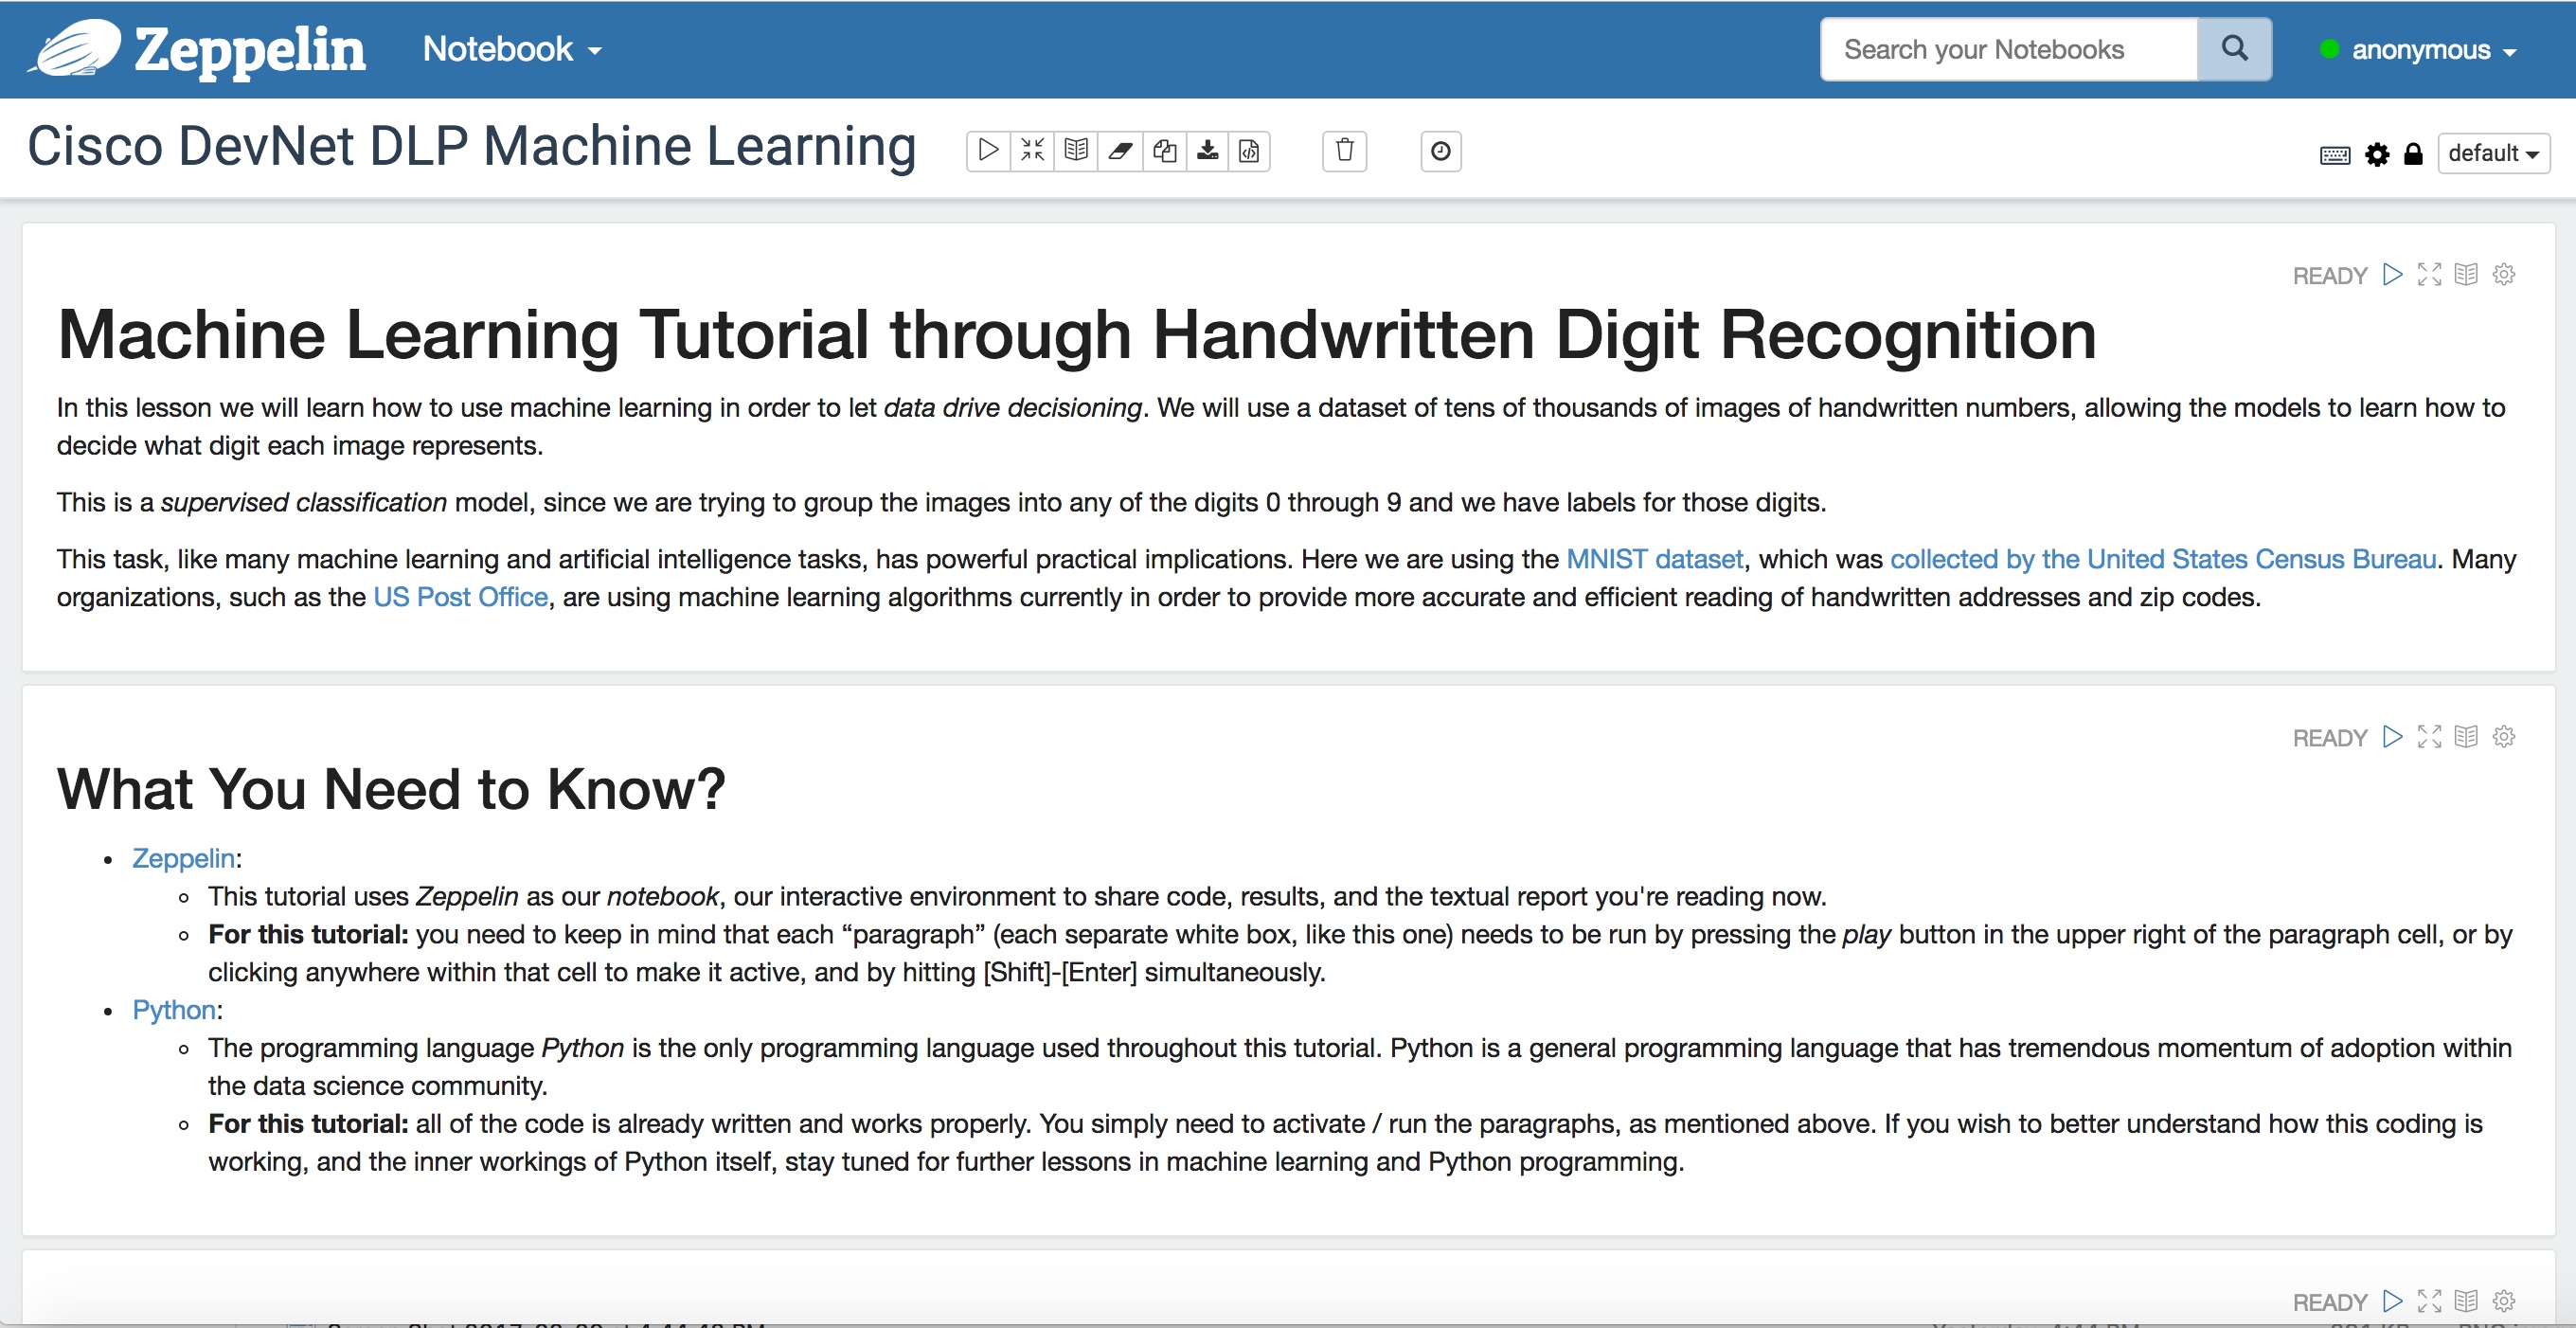 Zeppelin Notebook Search your Notebooks anonymous
Cisco DevNet DLP Machine Learning default
READY
Machine Learning Tutorial through Handwritten Digit Recognition
In this lesson we will learn how to use machine learning in order to let data drive decisioning. We will use a dataset of tens of thousands of images of handwritten numbers, allowing the models to learn how to
decide what digit each image represents.
This is a supervised classification model, since we are trying to group the images into any of the digits 0 through 9 and we have labels for those digits.
This task, like many machine learning and artificial intelligence tasks, has powerful practical implications. Here we are using the MNIST dataset, which was collected by the United States Census Bureau. Many
organizations, such as the US Post Office, are using machine learning algorithms currently in order to provide more accurate and efficient reading of handwritten addresses and zip codes.
READY
What You Need to Know?
Zeppelin:
This tutorial uses Zeppelin as our notebook, our interactive environment to share code, results, and the textual report you're reading now.
For this tutorial: you need to keep in mind that each “paragraph” (each separate white box, like this one) needs to be run by pressing the play button in the upper right of the paragraph cell, or by
clicking anywhere within that cell to make it active, and by hitting [Shift]-[Enter] simultaneously.
Python:
The programming language Python is the only programming language used throughout this tutorial. Python is a general programming language that has tremendous momentum of adoption within
the data science community.
For this tutorial: all of the code is already written and works properly. You simply need to activate / run the paragraphs, as mentioned above. If you wish to better understand how this coding is
working, and the inner workings of Python itself, stay tuned for further lessons in machine learning and Python programming.
READY